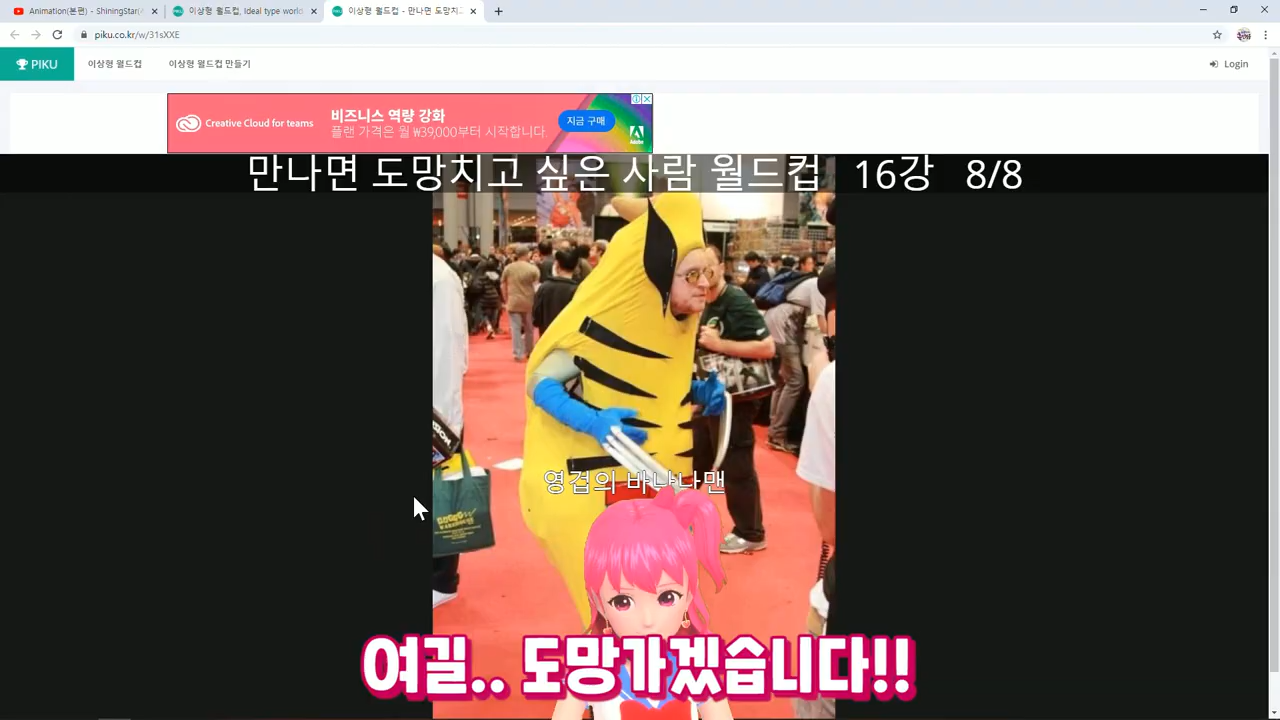 Animation(본편) - ShiningStar(A
이상형 월드컵, Ideal type world
이상형 월드컵 - 만나면 도망치고
piku.co.kr/w/31sXXE
PIKU
이상형 월드컵
이상형 월드컵 만들기
Login
Creative Cloud for teams
비즈니스 역량 강화
플랜 가격은 월 ₩39,000부터 시작합니다.
지금 구매
Adobe
만나면 도망치고 싶은 사람 월드컵 16강 8/8
영겁의 바나나맨
여길.. 도망가겠습니다!!